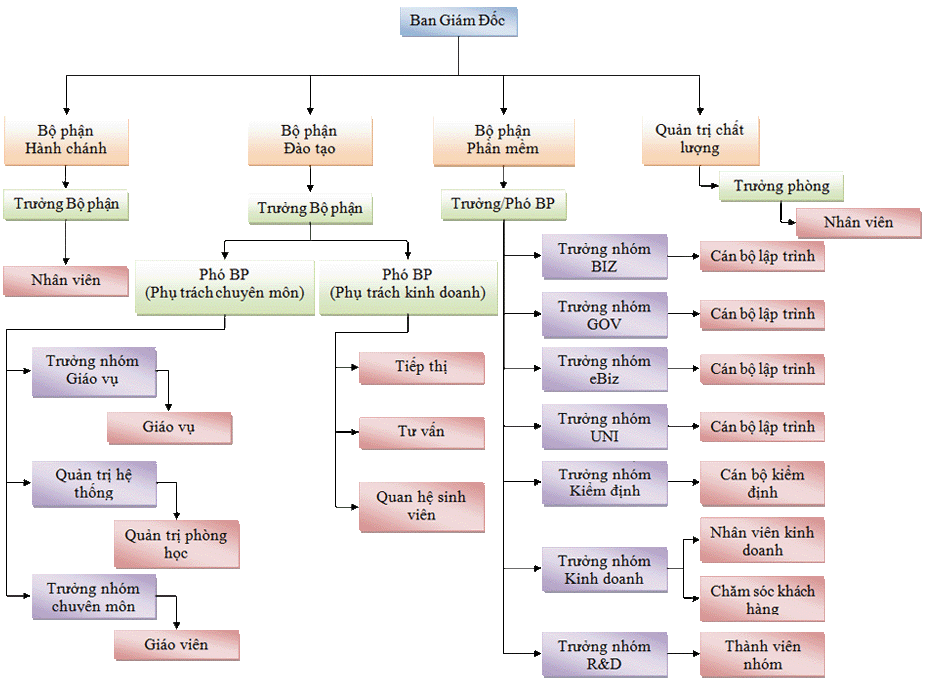 Ban Giám Đốc
Bộ phận
Hành chánh
Bộ phận
Đào tạo
Bộ phận
Phần mềm
Quản trị chất
lượng
Trưởng Bộ phận
Trưởng Bộ phận
Trưởng/Phó BP
Trưởng phòng
Nhân viên
Nhân viên
Phó BP
(Phụ trách chuyên môn)
Phó BP
(Phụ trách kinh doanh)
Trưởng nhóm
Giáo vụ
Giáo vụ
Quản trị hệ
thống
Quản trị phòng
học
Trưởng nhóm
chuyên môn
Giáo viên
Tiếp thị
Tư vấn
Quan hệ sinh
viên
Trưởng nhóm
BIZ
Cán bộ lập trình
Trưởng nhóm
GOV
Cán bộ lập trình
Trưởng nhóm
eBiz
Cán bộ lập trình
Trưởng nhóm
UNI
Cán bộ lập trình
Trưởng nhóm
Kiểm định
Cán bộ kiểm
định
Trưởng nhóm
Kinh doanh
Nhân viên kinh
doanh
Chăm sóc khách
hàng
Trưởng nhóm
R&D
Thành viên
nhóm